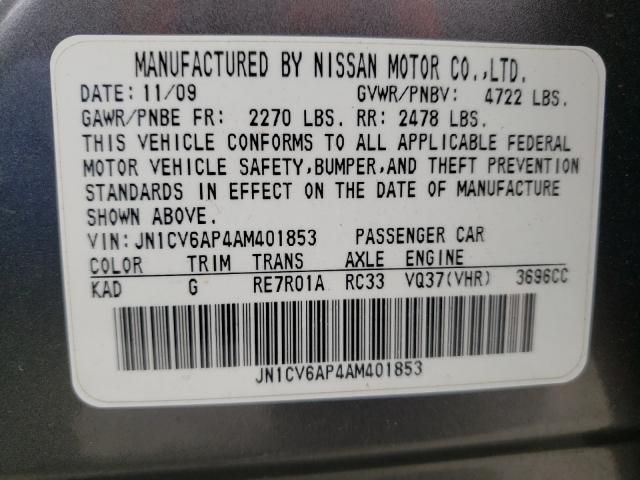 MANUFACTURED BY NISSAN MOTOR CO.,LTD.
DATE: 11/09 GVWR/PNBV: 4722 LBS.
GAWR/PNBE FR: 2270 LBS. RR: 2478 LBS.
THIS VEHICLE CONFORMS TO ALL APPLICABLE FEDERAL
MOTOR VEHICLE SAFETY,BUMPER,AND THEFT PREVENTION
STANDARDS IN EFFECT ON THE DATE OF MANUFACTURE
SHOWN ABOVE.
VIN: JN1CV6AP4AM401853 PASSENGER CAR
COLOR TRIM TRANS AXLE ENGINE
KAD G RE7R01A RC33 VQ37(VHR) 3696CC
JN1CV6AP4AM401853